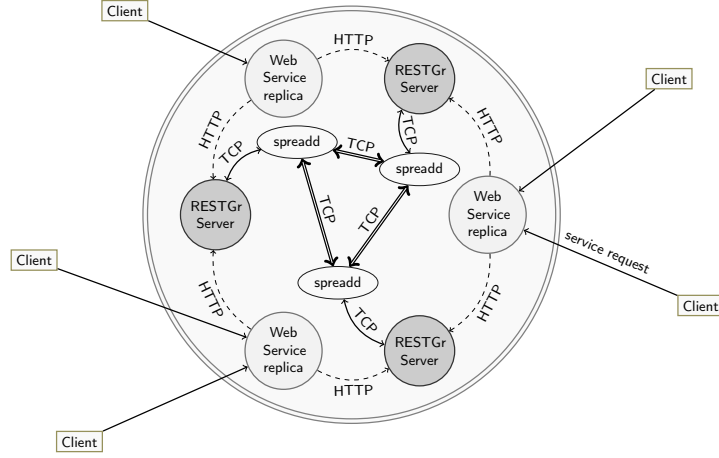 Client
HTTP
Web
Service
replica
RESTGr
Server
Client
HTTP
HTTP
TCP
spreadd
TCP
TCP
spreadd
RESTGr
Server
Web
Service
replica
TCP
TCP
service request
Client
spreadd
Client
HTTP
TCP
HTTP
Web
Service
replica
RESTGr
Server
HTTP
Client